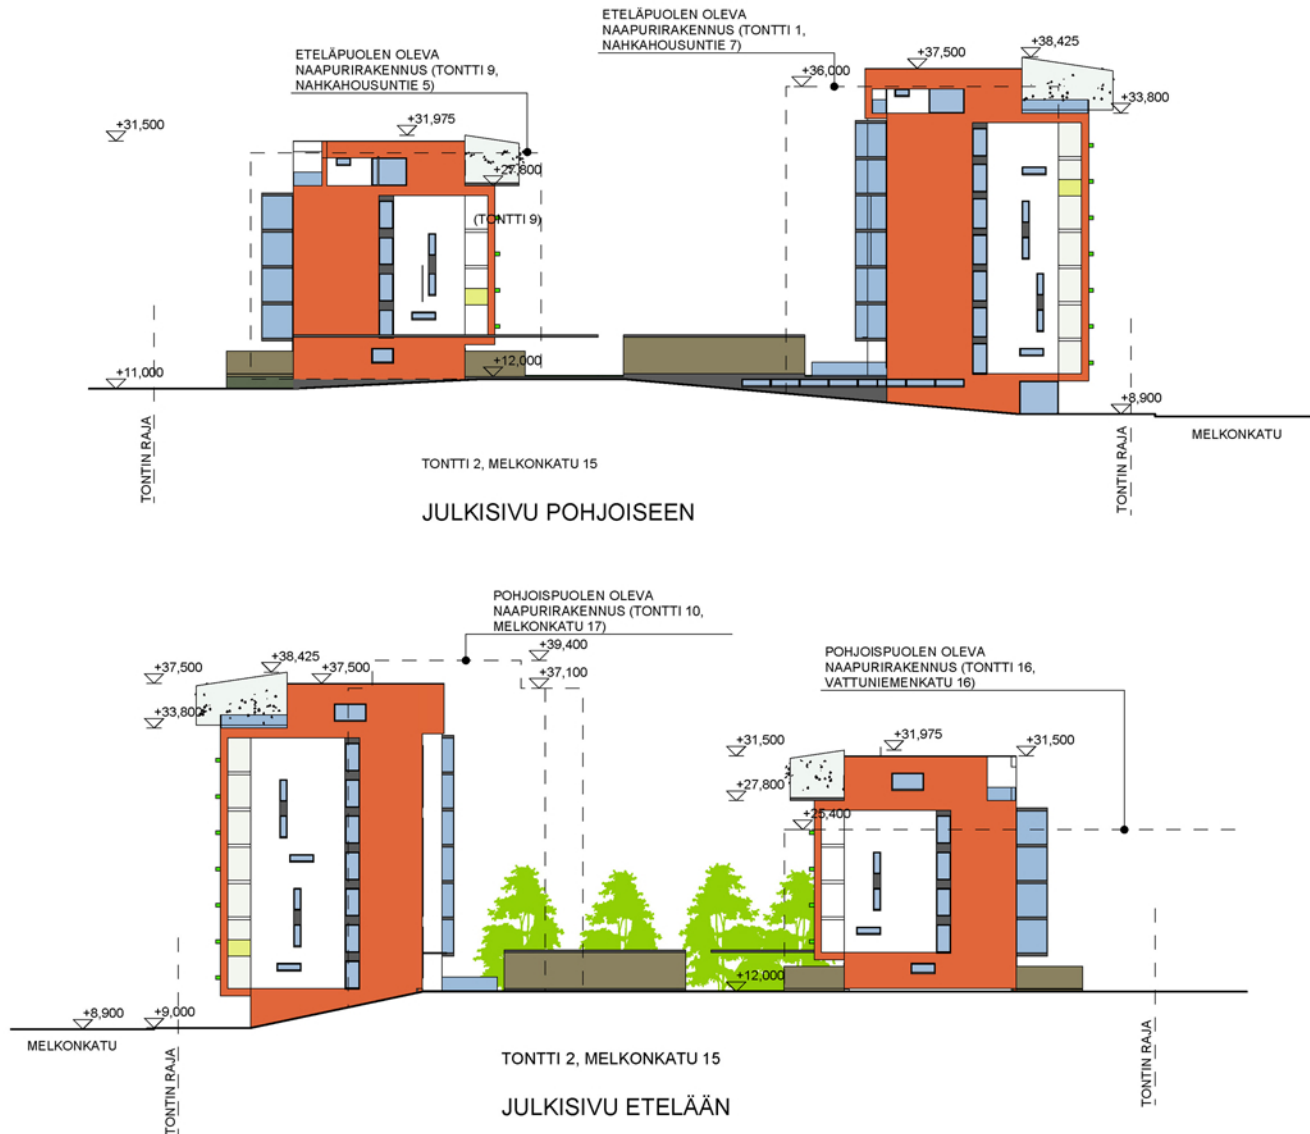 ETELÄPUOLEN OLEVA
NAAPURIRAKENNUS (TONTTI 1,
NAHKAHOUSUNTIE 7)
ETELÄPUOLEN OLEVA
NAAPURIRAKENNUS (TONTTI 9,
NAHKAHOUSUNTIE 5)
+37,500
+38,425
+36,000
+33,800
+31,500
+31,975
+27,800
(TONTTI 9)
+12,000
+11,000
+8,900
TONTIN RAJA
TONTIN RAJA
MELKONKATU
TONTTI 2, MELKONKATU 15
JULKISIVU POHJOISEEN
POHJOISPUOLEN OLEVA
NAAPURIRAKENNUS (TONTTI 10,
MELKONKATU 17)
+39,400
+37,100
POHJOISPUOLEN OLEVA
NAAPURIRAKENNUS (TONTTI 16,
VATTUNIEMENKATU 16)
+37,500
+38,425
+37,500
+33,800
+31,500
+31,975
+31,500
+27,800
+25,400
+12,000
+8,900
+9,000
MELKONKATU
TONTIN RAJA
TONTIN RAJA
TONTTI 2, MELKONKATU 15
JULKISIVU ETELÄÄN